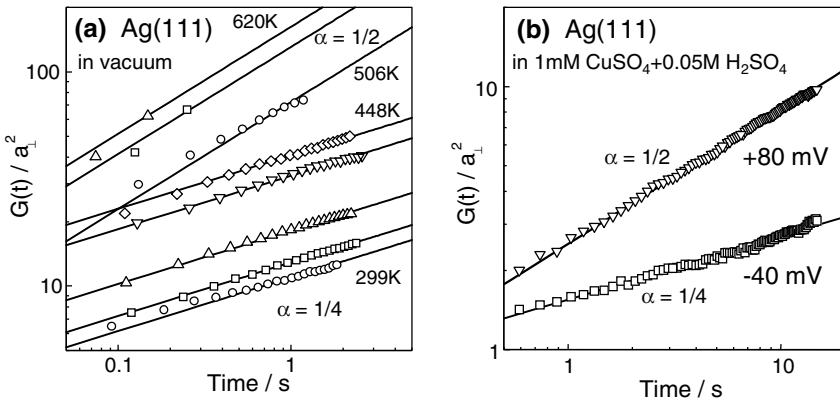 (a) Ag(111)
in vacuum
620K
α = 1/2
506K
448K
299K
α = 1/4
100
10
G(t) / a⊥²
0.1
1
Time / s
(b) Ag(111)
in 1mM CuSO₄+0.05M H₂SO₄
10
1
G(t) / a⊥²
α = 1/2
+80 mV
α = 1/4
-40 mV
1
10
Time / s